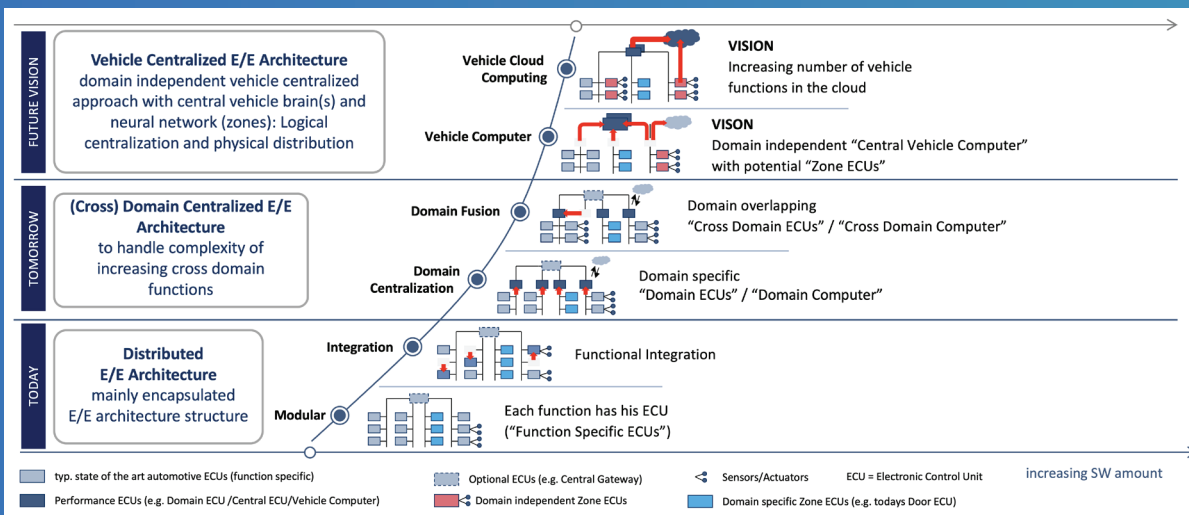 FUTURE VISION
Vehicle Centralized E/E Architecture
domain independent vehicle centralized
approach with central vehicle brain(s) and
neural network (zones): Logical
centralization and physical distribution
Vehicle Cloud
Computing
VISION
Increasing number of vehicle
functions in the cloud
Vehicle Computer
VISON
Domain independent “Central Vehicle Computer”
with potential “Zone ECUs”
TOMORROW
(Cross) Domain Centralized E/E
Architecture
to handle complexity of
increasing cross domain
functions
Domain Fusion
Domain overlapping
“Cross Domain ECUs” / “Cross Domain Computer”
Domain
Centralization
Domain specific
“Domain ECUs” / “Domain Computer”
TODAY
Distributed
E/E Architecture
mainly encapsulated
E/E architecture structure
Integration
Functional Integration
Modular
Each function has his ECU
(“Function Specific ECUs”)
typ. state of the art automotive ECUs (function specific)
Optional ECUs (e.g. Central Gateway)
Sensors/Actuators
ECU = Electronic Control Unit
increasing SW amount
Performance ECUs (e.g. Domain ECU /Central ECU/Vehicle Computer)
Domain independent Zone ECUs
Domain specific Zone ECUs (e.g. todays Door ECU)